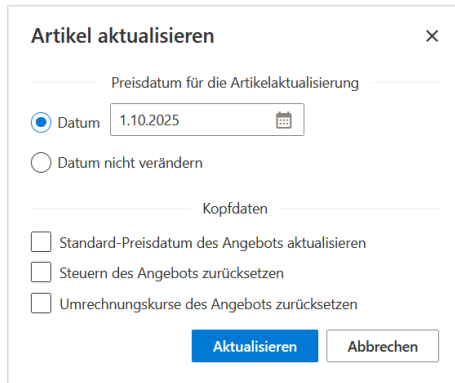 Artikel aktualisieren
Preisdatum für die Artikelaktualisierung
Datum 1.10.2025
Datum nicht verändern
Kopfdaten
Standard-Preisdatum des Angebots aktualisieren
Steuern des Angebots zurücksetzen
Umrechnungskurse des Angebots zurücksetzen
Aktualisieren Abbrechen